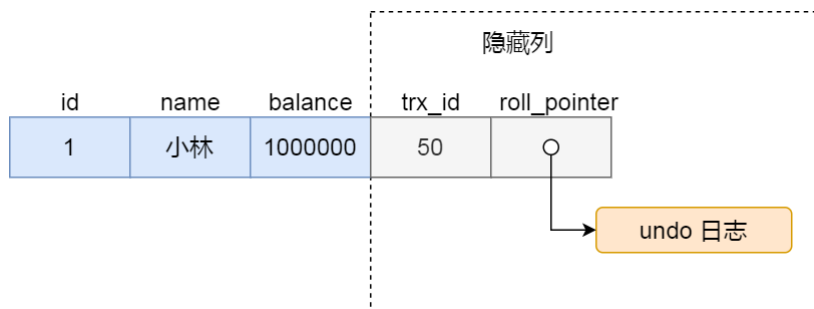 隐藏列
id name balance trx_id roll_pointer
1 小林 1000000 50
undo 日志